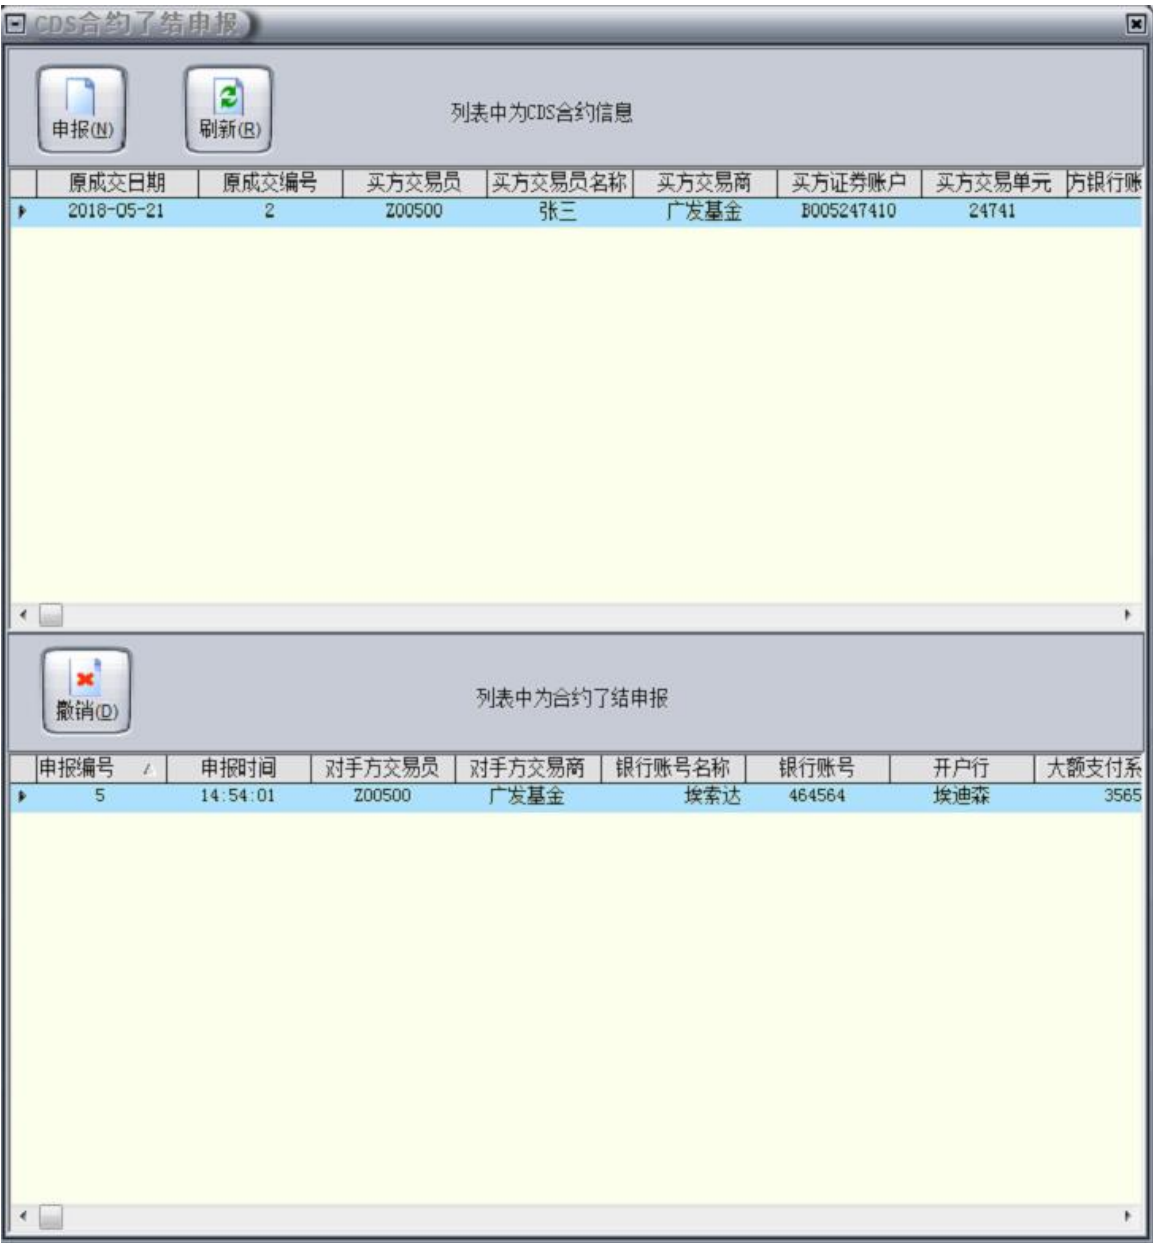 CDS合约了结申报
申报(N) 刷新(R) 列表中为CDS合约信息
原成交日期 原成交编号 买方交易员 买方交易员名称 买方交易商 买方证券账户 买方交易单元 方银行账
2018-05-21 2 Z00500 张三 广发基金 B005247410 24741
撤销(D) 列表中为合约了结申报
申报编号 申报时间 对手方交易员 对手方交易商 银行账号名称 银行账号 开户行 大额支付系
5 14:54:01 Z00500 广发基金 埃索达 464564 埃迪森 3565